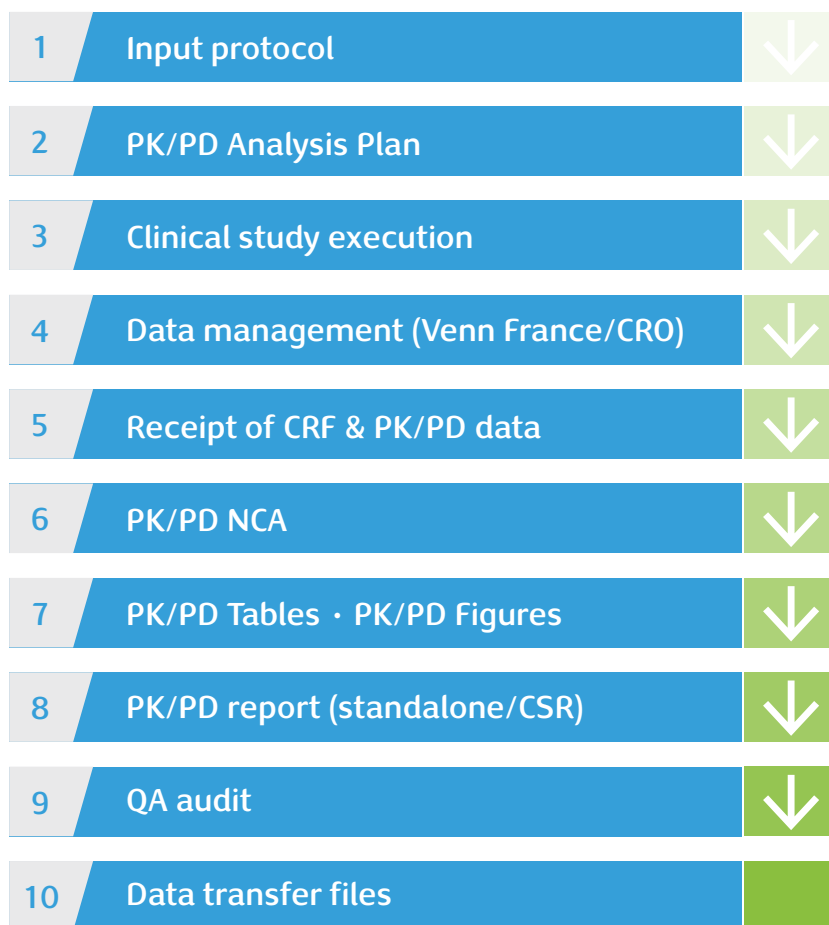 1 Input protocol
2 PK/PD Analysis Plan
3 Clinical study execution
4 Data management (Venn France/CRO)
5 Receipt of CRF & PK/PD data
6 PK/PD NCA
7 PK/PD Tables · PK/PD Figures
8 PK/PD report (standalone/CSR)
9 QA audit
10 Data transfer files